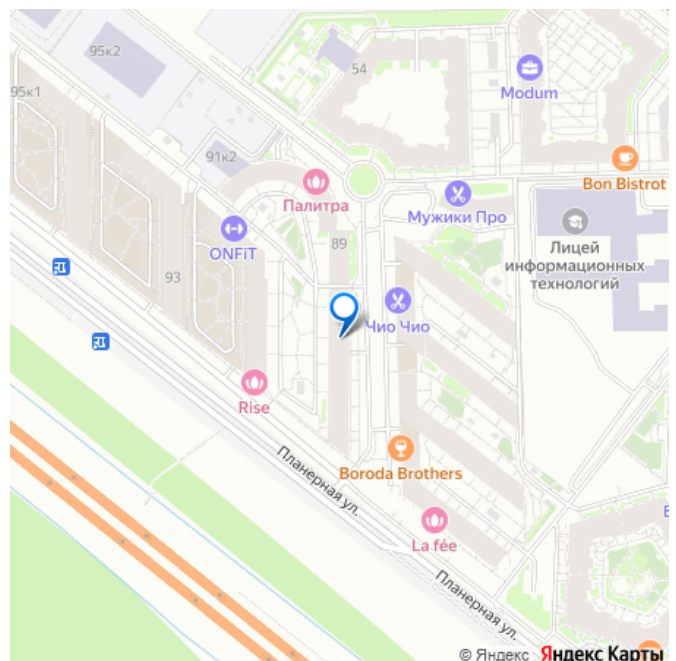 95к2
54
Modum
95к1
91к2
Bon Bistrot
Палитра
Мужики Про
Лицей
информационных
технологий
ONFIT
89
93
Чио Чио
Rise
Boroda Brothers
Планерная ул.
La fée
Планерная ул.
© Яндекс Яндекс Карты